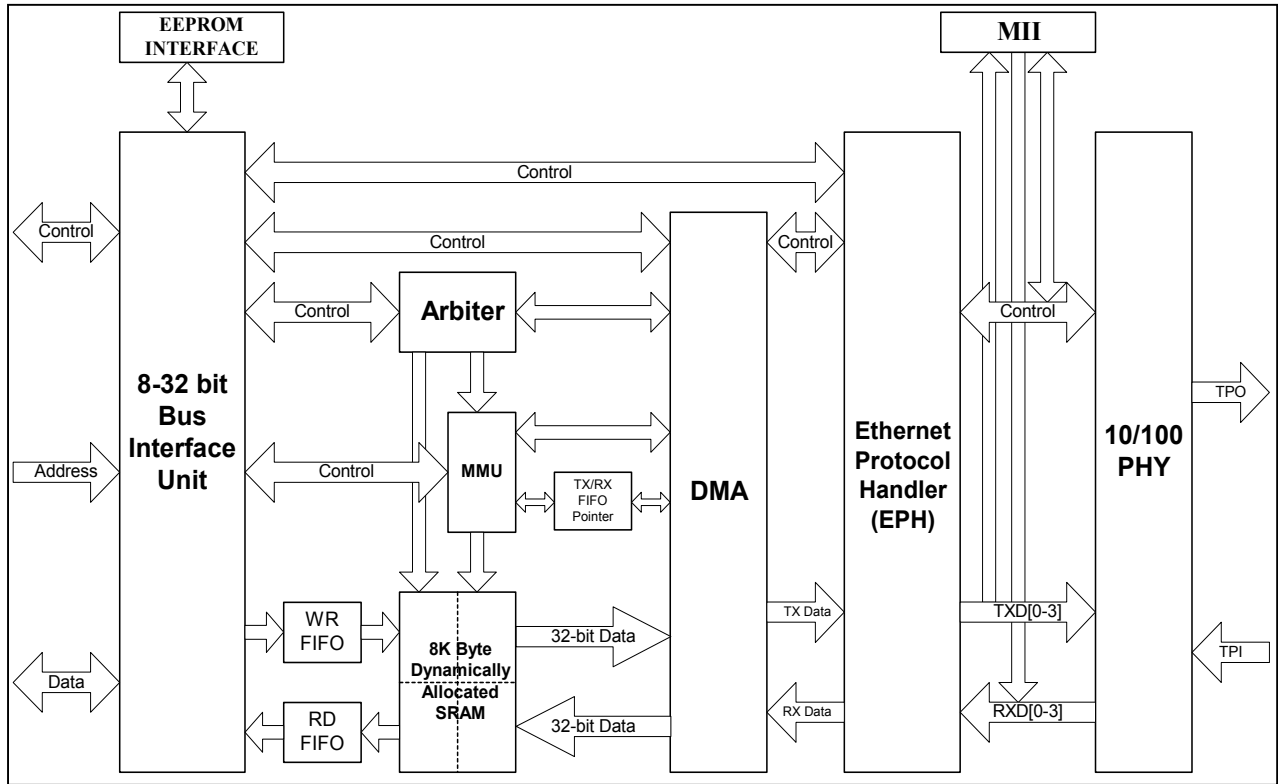 EEPROM
INTERFACE
MII
Control
Control
Control
Control
Control
Arbiter
Control
8-32 bit
Bus
Interface
Unit
Address
Control
MMU
TX/RX
FIFO
Pointer
DMA
Ethernet
Protocol
Handler
(EPH)
10/100
PHY
TPO
WR
FIFO
8K Byte
Dynamically
Allocated
SRAM
32-bit Data
TX Data
TXD[0-3]
TPI
Data
RD
FIFO
32-bit Data
RX Data
RXD[0-3]